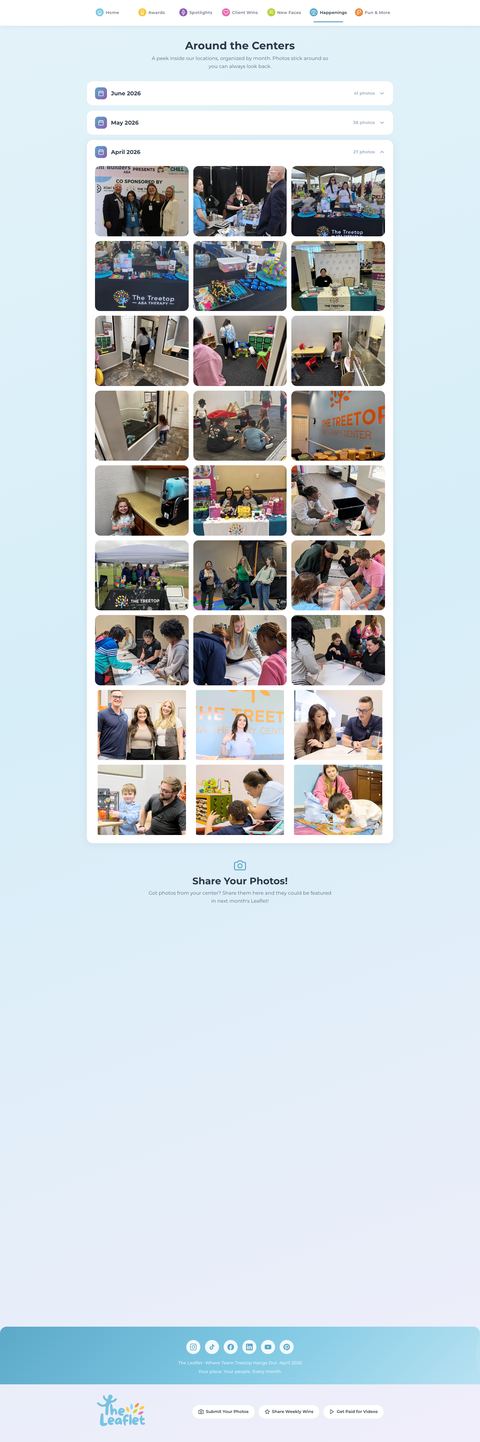 Home
Awards
Spotlights
Client Wins
New Faces
Happenings
Fun & More
Around the Centers
A peek inside our locations, organized by month. Photos stick around so
you can always look back.
June 2026
41 photos
May 2026
April 2026
PRESENTS
CHILL
CO SPONSORED BY
The Treetop
The Treetop
ABA THERAPY
THE TREETOP
THERAPY CENTER
THE TREETOP
Share Your Photos!
Got photos from your center? Share them here and they could be featured
in next month's Leaflet!
The Leaflet · Where Team Treetop Hangs Out · April 2026
Your place. Your people. Every month.
The Leaflet
Submit Your Photos
Share Weekly Wins
Get Paid for Videos